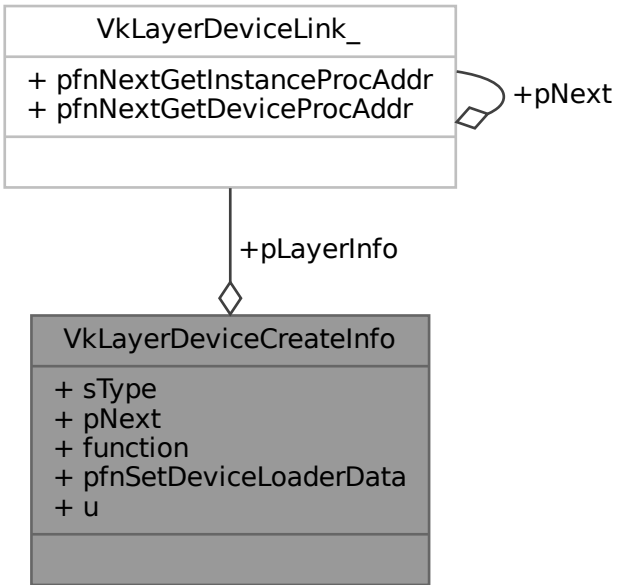 VkLayerDeviceLink_
+ pfnNextGetInstanceProcAddr
+ pfnNextGetDeviceProcAddr
+pNext
+pLayerInfo
VkLayerDeviceCreateInfo
+ sType
+ pNext
+ function
+ pfnSetDeviceLoaderData
+ u